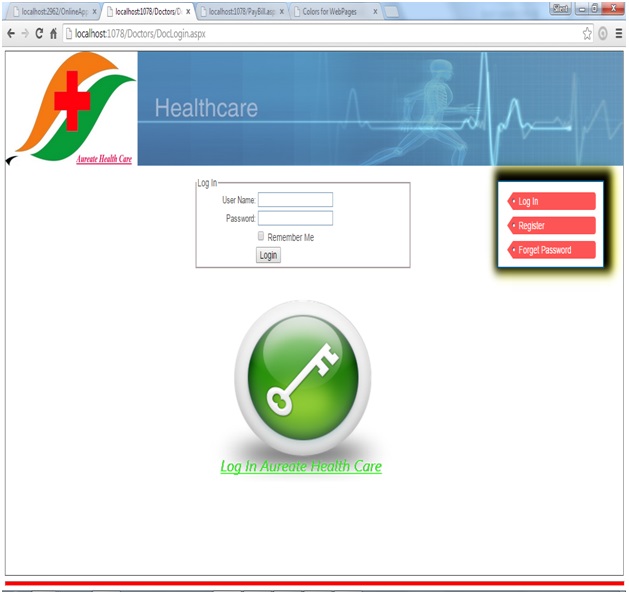 localhost:2962/OnlineApp
localhost:1078/Doctors/D
localhost:1078/PayBill.asp
Colors for WebPages
localhost:1078/Doctors/DocLogin.aspx
Healthcare
Aureate Health Care
Log In
User Name:
Password:
Remember Me
Login
Log In
Register
Forget Password
Log In Aureate Health Care